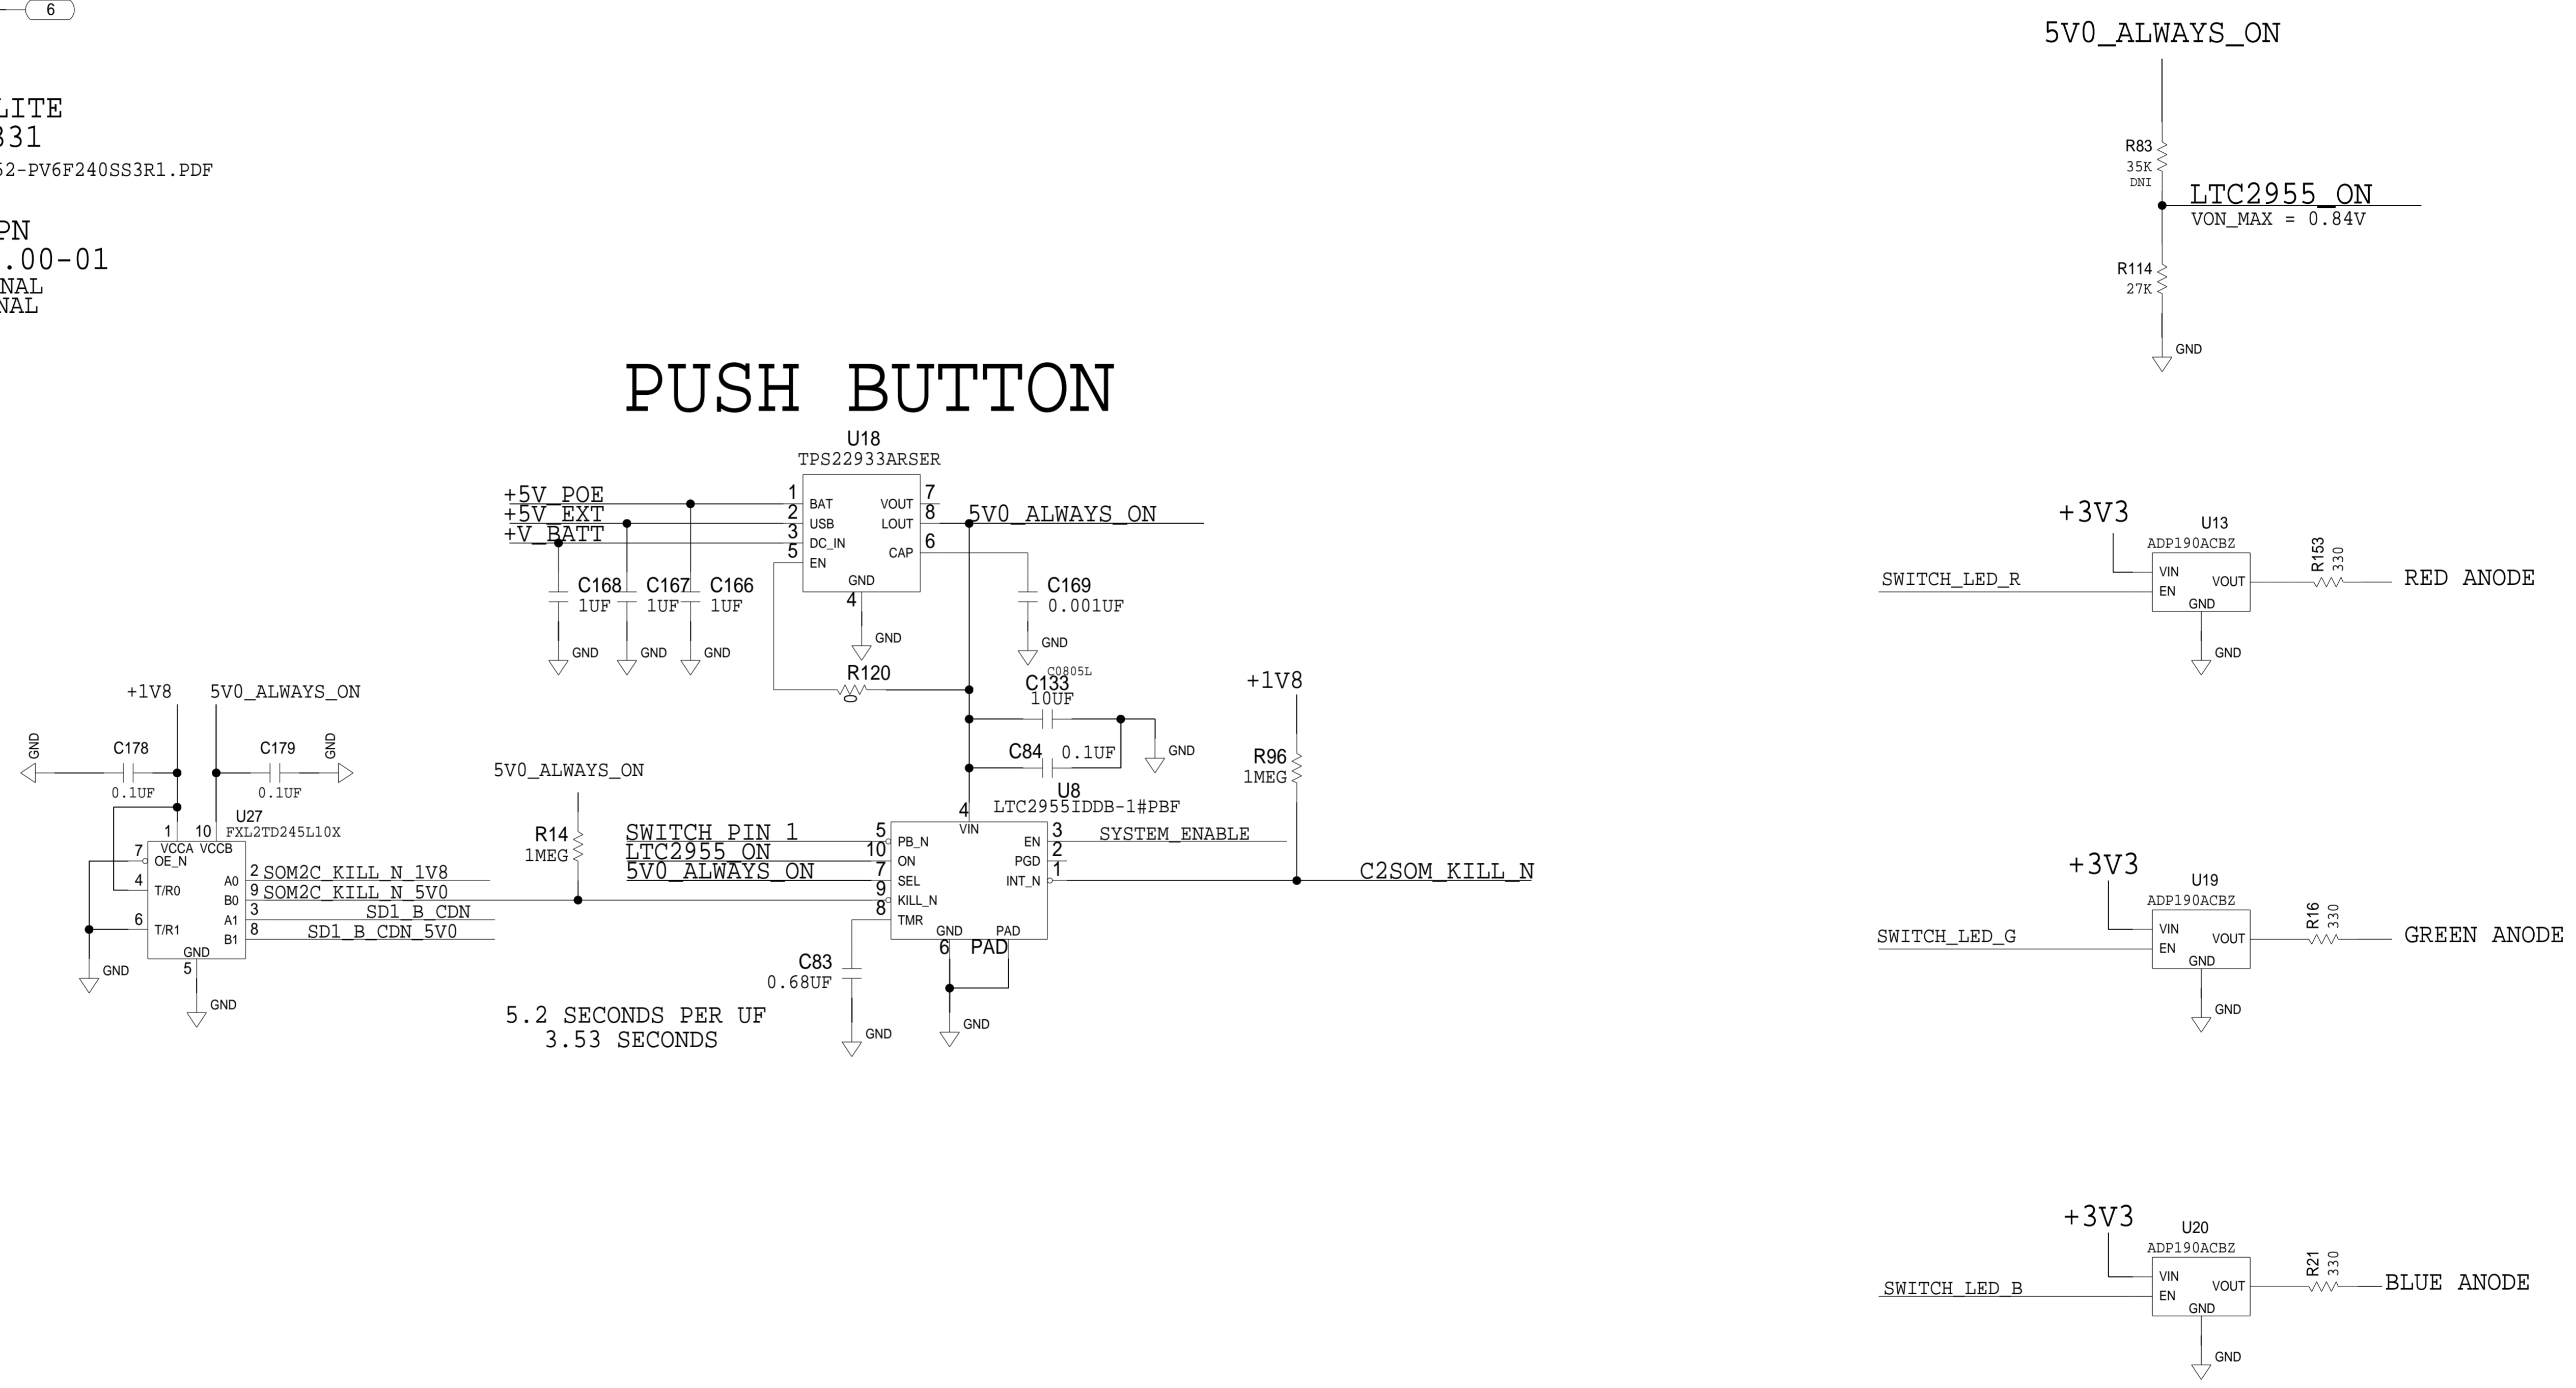 6
LITE
331
52-PV6F240SS3R1.PDF
PN
.00-01
NAL
NAL
5V0_ALWAYS_ON
R83
35K
DNI
LTC2955_ON
VON_MAX = 0.84V
R114
27K
GND
PUSH BUTTON
U18
TPS22933ARSER
+5V_POE
+5V_EXT
+V_BATT
1
2
3
5
BAT
USB
DC_IN
EN
VOUT
LOUT
CAP
GND
7
8
6
4
5V0_ALWAYS_ON
C168
1UF
C167
1UF
C166
1UF
GND
GND
GND
GND
C169
0.001UF
GND
R120
0
C0805L
C133
10UF
C84
0.1UF
GND
+1V8
R96
1MEG
+1V8
5V0_ALWAYS_ON
GND
C178
0.1UF
C179
0.1UF
GND
U27
FXL2TD245L10X
1
10
VCCA
VCCB
7
OE_N
4
T/R0
6
T/R1
A0
B0
A1
B1
GND
2
9
3
8
5
SOM2C_KILL_N_1V8
SOM2C_KILL_N_5V0
SD1_B_CDN
SD1_B_CDN_5V0
GND
GND
5V0_ALWAYS_ON
R14
1MEG
U8
LTC2955IDDB-1#PBF
4
VIN
SWITCH_PIN_1
LTC2955_ON
5V0_ALWAYS_ON
5
10
7
9
8
PB_N
ON
SEL
KILL_N
TMR
EN
PGD
INT_N
3
2
1
GND
PAD
6
PAD
SYSTEM_ENABLE
C2SOM_KILL_N
C83
0.68UF
GND
GND
5.2 SECONDS PER UF
3.53 SECONDS
+3V3
U13
ADP190ACBZ
SWITCH_LED_R
VIN
EN
VOUT
GND
R153
330
RED ANODE
GND
+3V3
U19
ADP190ACBZ
SWITCH_LED_G
VIN
EN
VOUT
GND
R16
330
GREEN ANODE
GND
+3V3
U20
ADP190ACBZ
SWITCH_LED_B
VIN
EN
VOUT
GND
R21
330
BLUE ANODE
GND